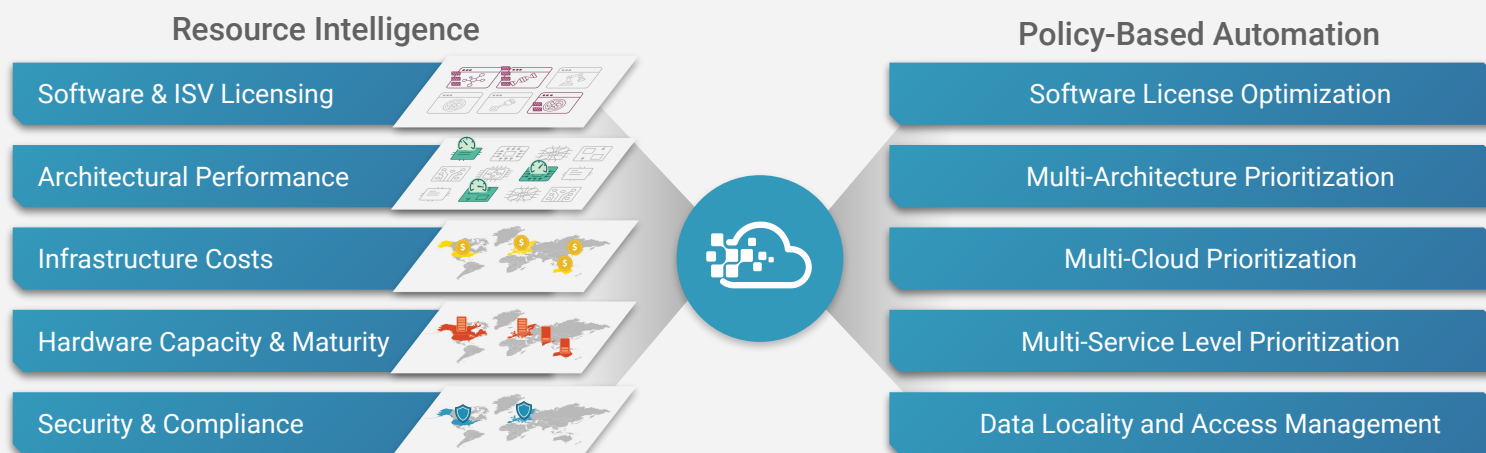 Resource Intelligence
Software & ISV Licensing
Architectural Performance
Infrastructure Costs
Hardware Capacity & Maturity
Security & Compliance
Policy-Based Automation
Software License Optimization
Multi-Architecture Prioritization
Multi-Cloud Prioritization
Multi-Service Level Prioritization
Data Locality and Access Management